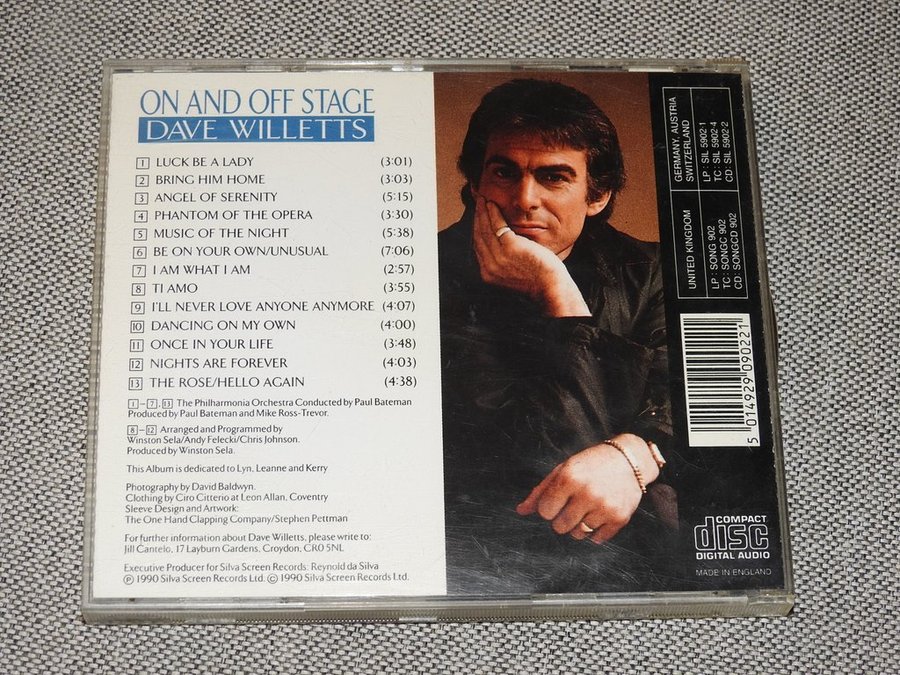 ON AND OFF STAGE
DAVE WILLETTS
1 LUCK BE A LADY (3:01)
2 BRING HIM HOME (3:03)
3 ANGEL OF SERENITY (5:15)
4 PHANTOM OF THE OPERA (3:30)
5 MUSIC OF THE NIGHT (5:38)
6 BE ON YOUR OWN/UNUSUAL (7:06)
7 I AM WHAT I AM (2:57)
8 TI AMO (3:55)
9 I'LL NEVER LOVE ANYONE ANYMORE (4:07)
10 DANCING ON MY OWN (4:00)
11 ONCE IN YOUR LIFE (3:48)
12 NIGHTS ARE FOREVER (4:03)
13 THE ROSE/HELLO AGAIN (4:38)
1–7, 13 The Philharmonia Orchestra Conducted by Paul Bateman
Produced by Paul Bateman and Mike Ross-Trevor.
8–12 Arranged and Programmed by
Winston Sela/Andy Felecki/Chris Johnson.
Produced by Winston Sela.
This Album is dedicated to Lyn, Leanne and Kerry
Photography by David Baldwyn.
Clothing by Ciro Citterio at Leon Allan, Coventry
Sleeve Design and Artwork:
The One Hand Clapping Company/Stephen Pettman
For further information about Dave Willetts, please write to:
Jill Cantelo, 17 Layburn Gardens, Croydon, CR0 5NL
Executive Producer for Silva Screen Records: Reynold da Silva
℗ 1990 Silva Screen Records Ltd. © 1990 Silva Screen Records Ltd.
GERMANY, AUSTRIA
SWITZERLAND
LP : SIL 5902-1
TC : SIL 5902-4
CD: SIL 5902-2
UNITED KINGDOM
LP : SONG 902
TC : SONGC 902
CD: SONGCD 902
5 014929 090221
COMPACT
disc
DIGITAL AUDIO
MADE IN ENGLAND